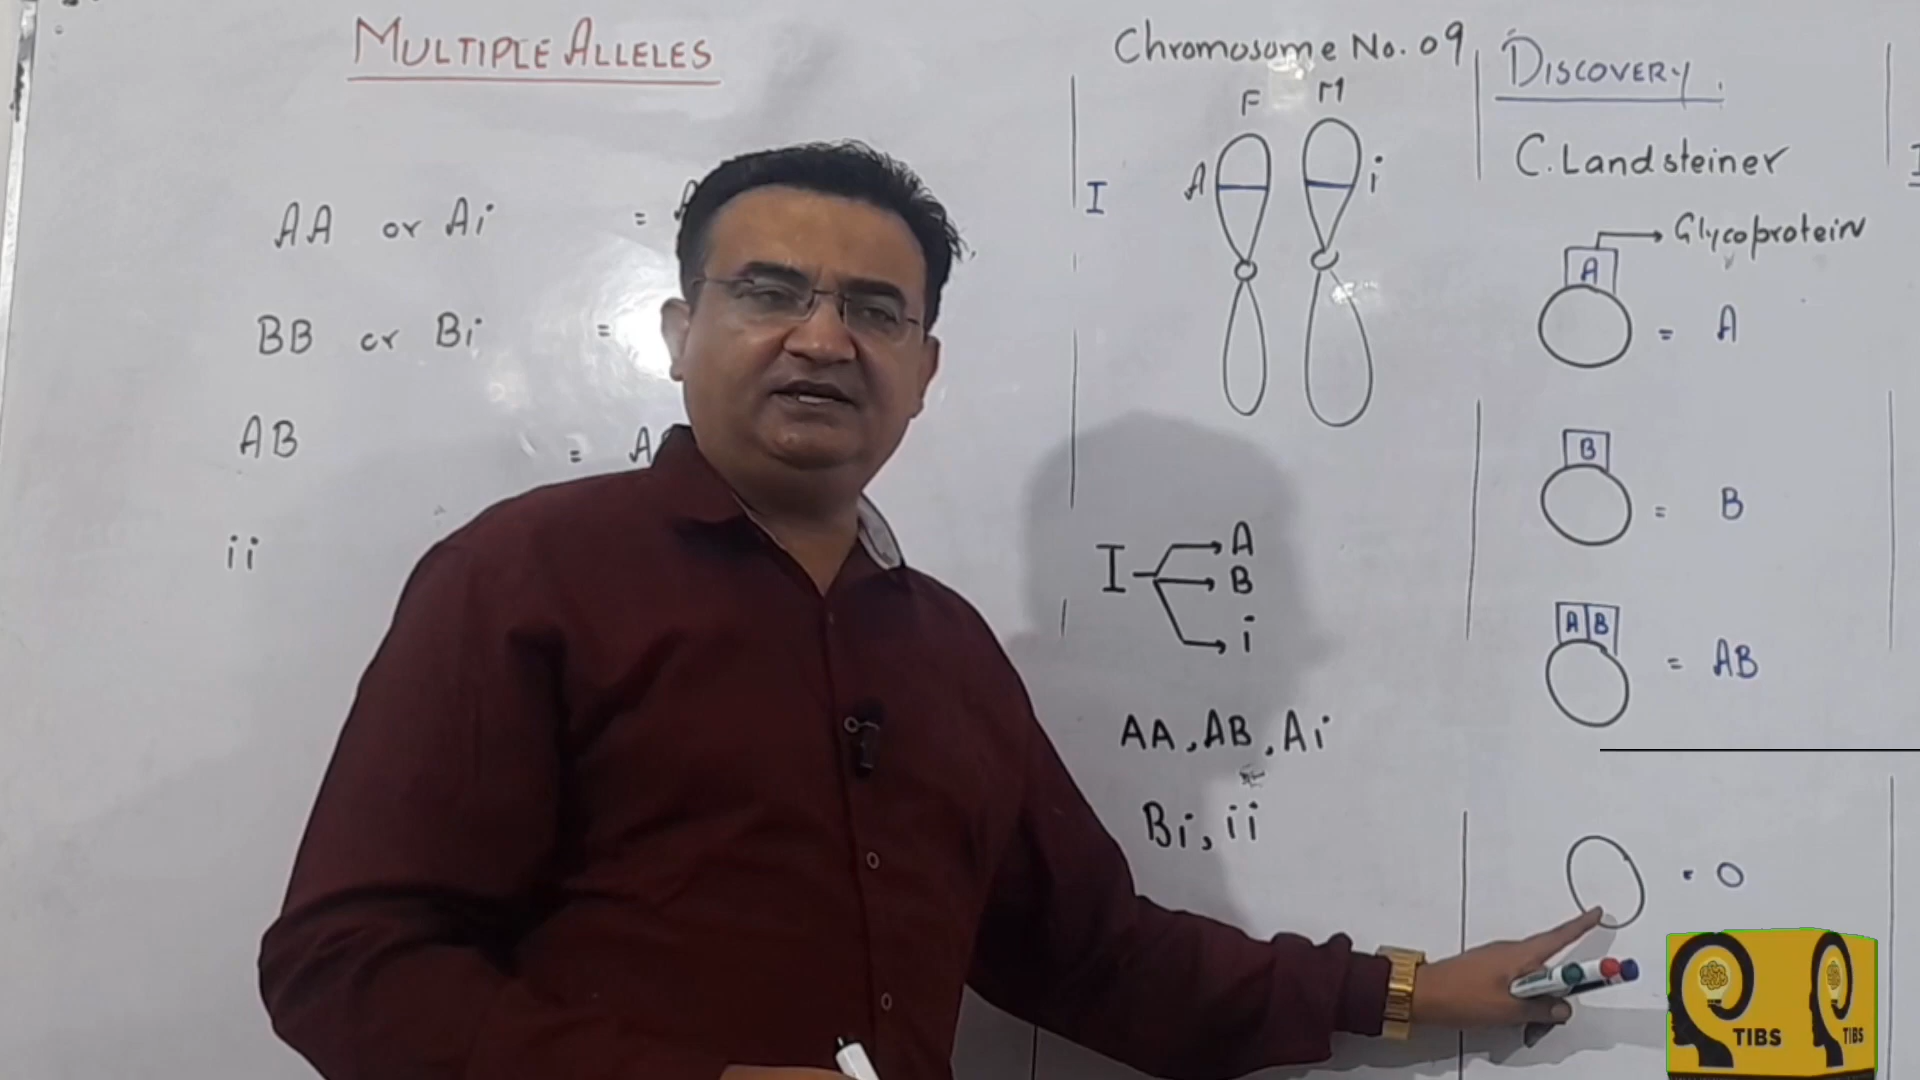 MULTIPLE ALLELES
AA or Ai =
BB or Bi =
AB = A
ii
Chromosome No. 09
F M
I A i
I A
B
i
AA, AB, Ai
Bi, ii
DISCOVERY
C. Landsteiner
Glycoprotein
A = A
B = B
A B = AB
= O
TIBS TIBS